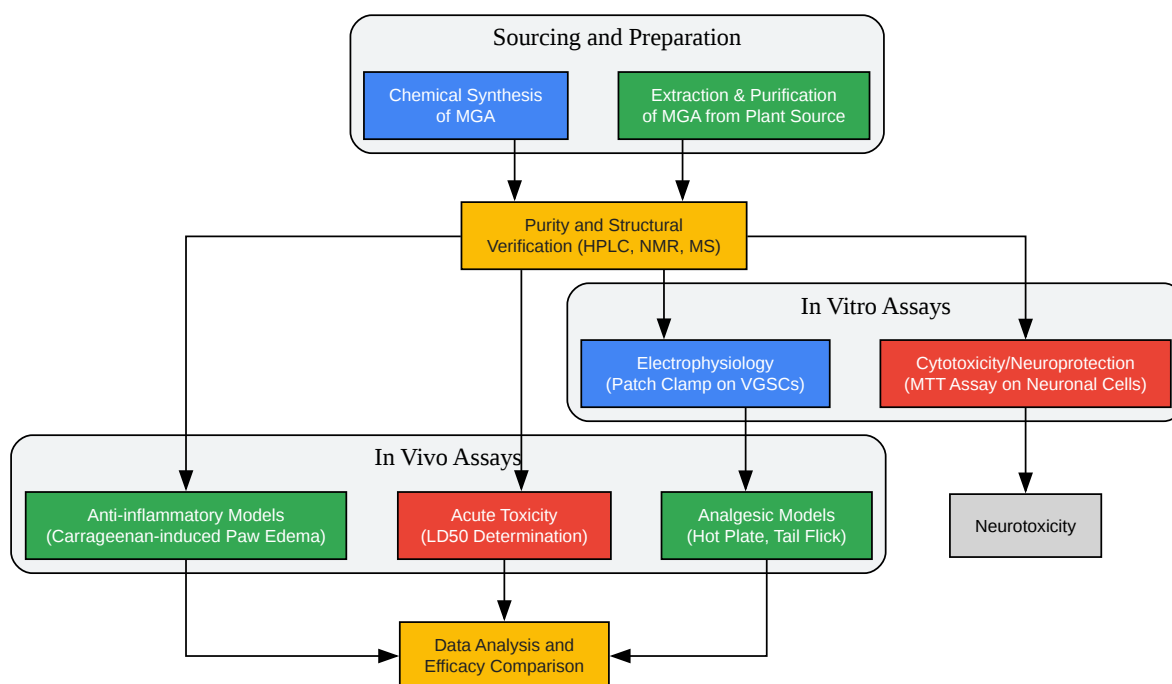 Sourcing and Preparation
Chemical Synthesis
of MGA
Extraction & Purification
of MGA from Plant Source
Purity and Structural
Verification (HPLC, NMR, MS)
In Vitro Assays
Electrophysiology
(Patch Clamp on VGSCs)
Cytotoxicity/Neuroprotection
(MTT Assay on Neuronal Cells)
In Vivo Assays
Anti-inflammatory Models
(Carrageenan-induced Paw Edema)
Acute Toxicity
(LD50 Determination)
Analgesic Models
(Hot Plate, Tail Flick)
Neurotoxicity
Data Analysis and
Efficacy Comparison